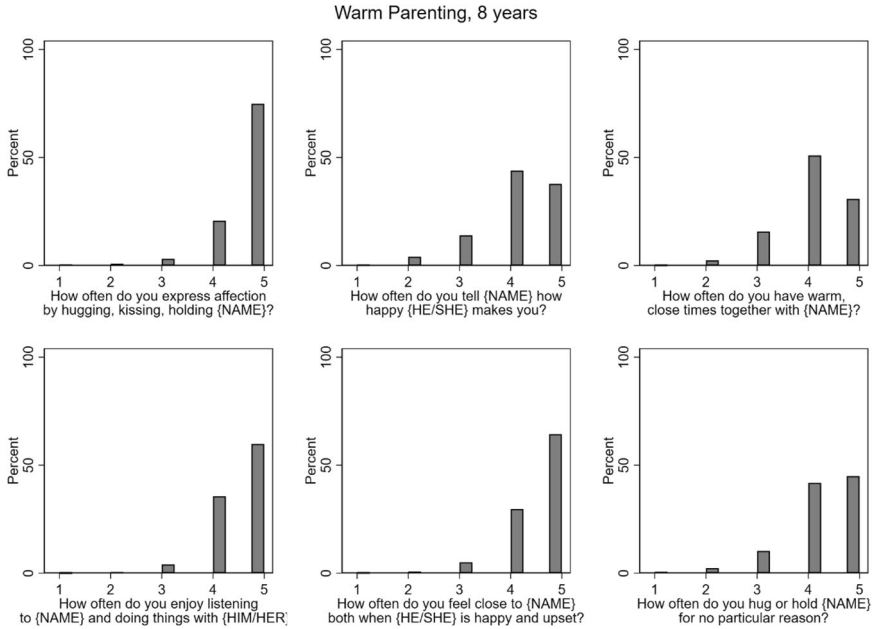 Warm Parenting, 8 years
100
50
0
Percent
1 2 3 4 5
How often do you express affection
by hugging, kissing, holding {NAME}?
100
50
0
Percent
1 2 3 4 5
How often do you tell {NAME} how
happy {HE/SHE} makes you?
100
50
0
Percent
1 2 3 4 5
How often do you have warm,
close times together with {NAME}?
100
50
0
Percent
1 2 3 4 5
How often do you enjoy listening
to {NAME} and doing things with {HIM/HER}
100
50
0
Percent
1 2 3 4 5
How often do you feel close to {NAME}
both when {HE/SHE} is happy and upset?
100
50
0
Percent
1 2 3 4 5
How often do you hug or hold {NAME}
for no particular reason?